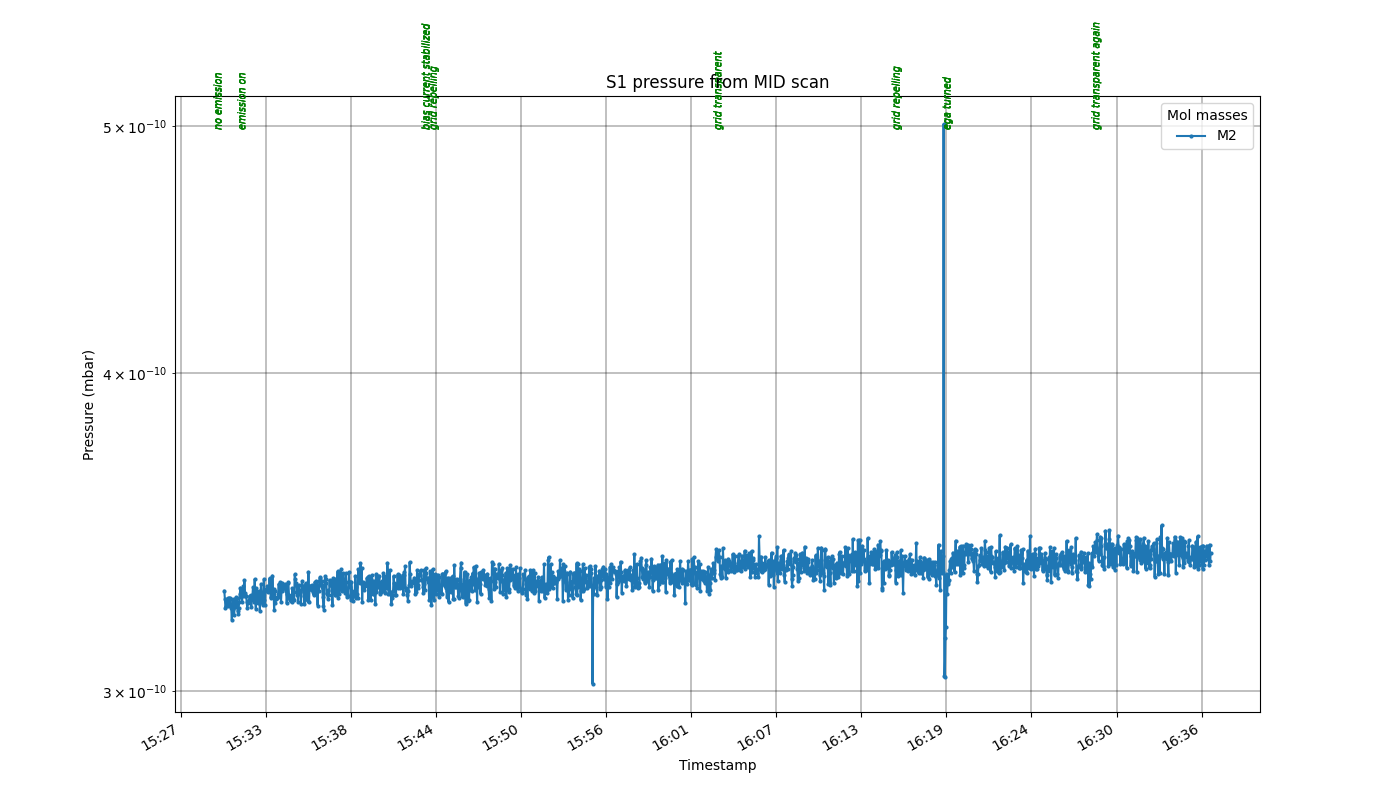 no emission
emission on
bias current stabilized
grid repelling
grid transparent
grid repelling
ega turned
grid transparent again
S1 pressure from MID scan
Mol masses
M2
5 × 10⁻¹⁰
4 × 10⁻¹⁰
3 × 10⁻¹⁰
Pressure (mbar)
15:27
15:33
15:38
15:44
15:50
15:56
16:01
16:07
16:13
16:19
16:24
16:30
16:36
Timestamp